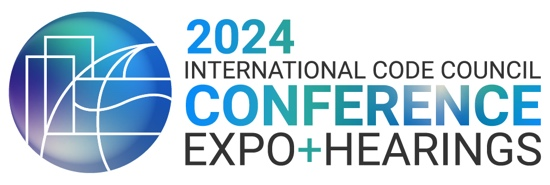 2024
INTERNATIONAL CODE COUNCIL
CONFERENCE
EXPO+HEARINGS